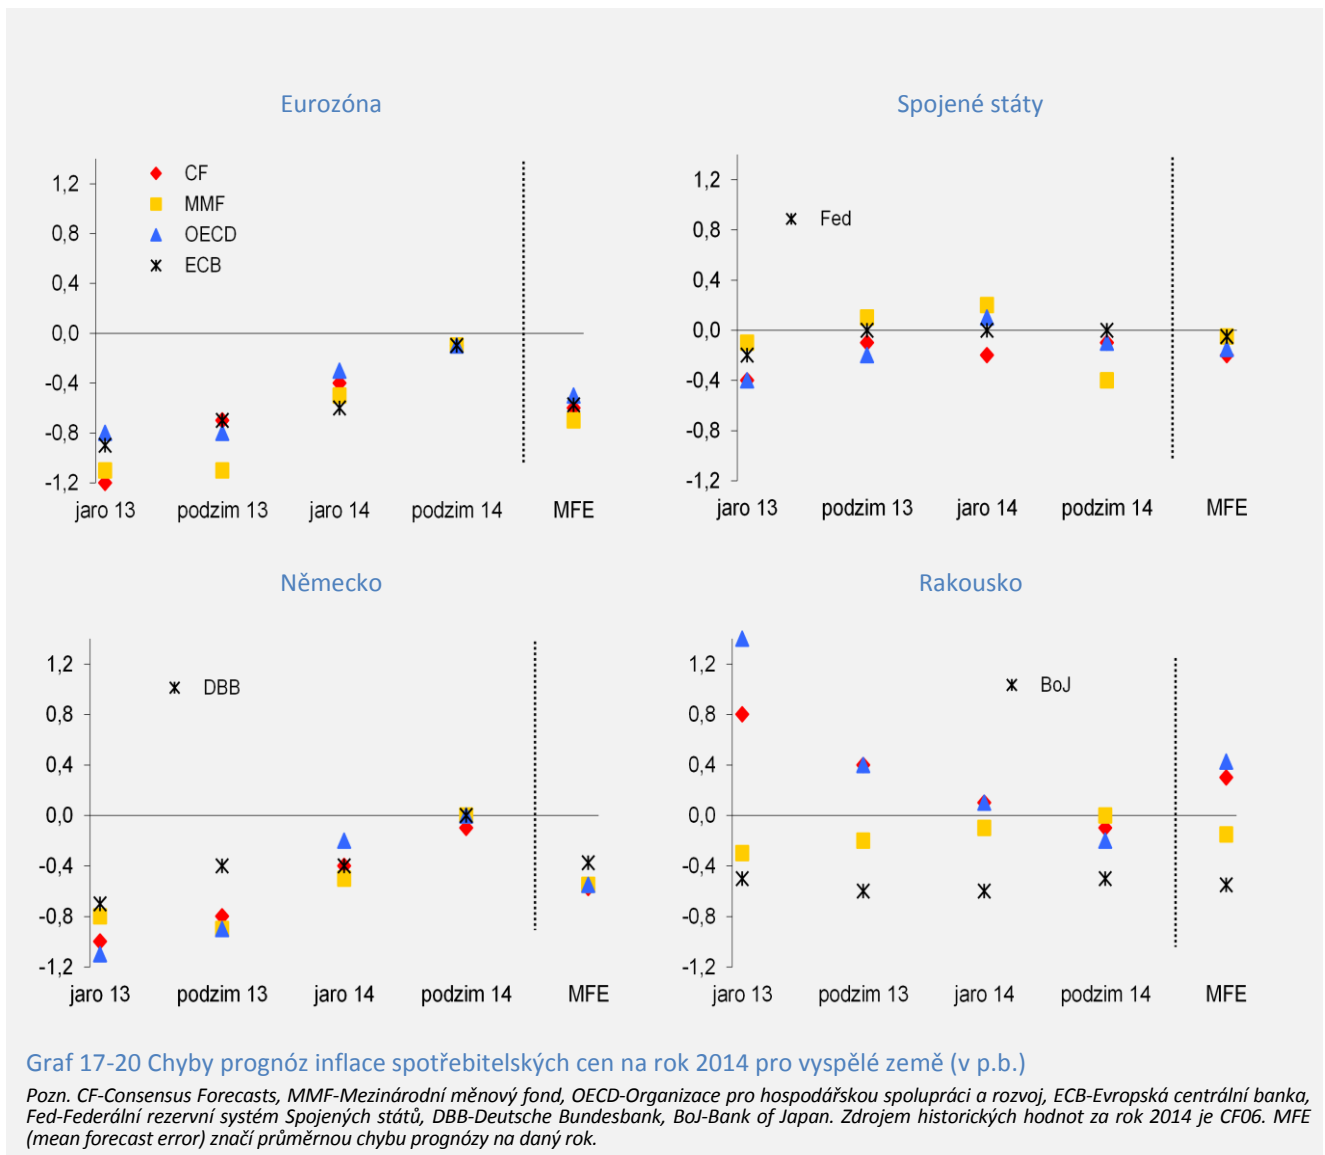 Eurozóna
1,2
0,8
0,4
0,0
-0,4
-0,8
-1,2
CF
MMF
OECD
ECB
jaro 13 podzim 13 jaro 14 podzim 14 MFE
Spojené státy
1,2
0,8
0,4
0,0
-0,4
-0,8
-1,2
Fed
jaro 13 podzim 13 jaro 14 podzim 14 MFE
Německo
1,2
0,8
0,4
0,0
-0,4
-0,8
-1,2
DBB
jaro 13 podzim 13 jaro 14 podzim 14 MFE
Rakousko
1,2
0,8
0,4
0,0
-0,4
-0,8
-1,2
BoJ
jaro 13 podzim 13 jaro 14 podzim 14 MFE
Graf 17-20 Chyby prognóz inflace spotřebitelských cen na rok 2014 pro vyspělé země (v p.b.)
Pozn. CF-Consensus Forecasts, MMF-Mezinárodní měnový fond, OECD-Organizace pro hospodářskou spolupráci a rozvoj, ECB-Evropská centrální banka,
Fed-Federální rezervní systém Spojených států, DBB-Deutsche Bundesbank, BoJ-Bank of Japan. Zdrojem historických hodnot za rok 2014 je CF06. MFE
(mean forecast error) značí průměrnou chybu prognózy na daný rok.